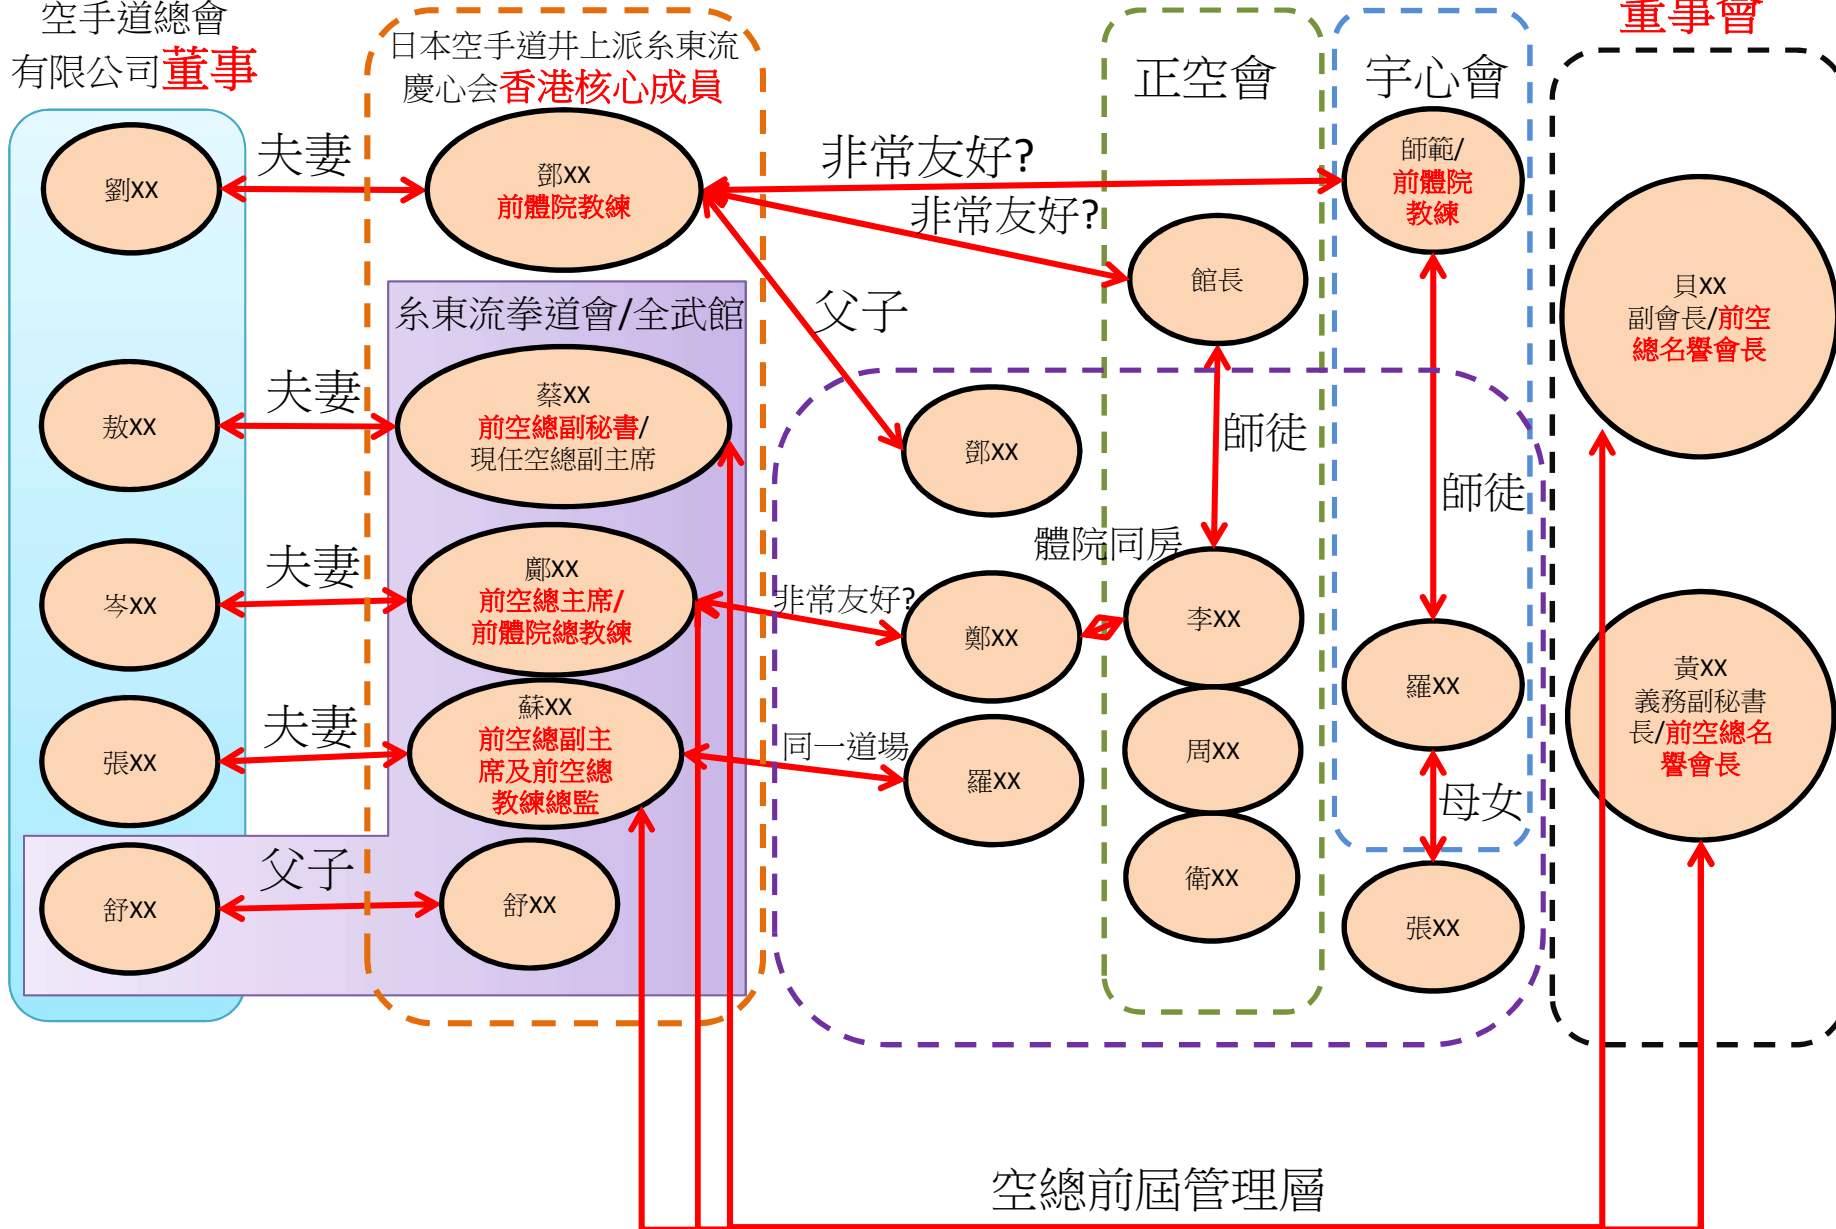 空手道總會
有限公司董事
日本空手道井上派糸東流
慶心会香港核心成員
正空會
宇心會
董事會
劉XX
夫妻
鄧XX
前體院教練
非常友好?
非常友好?
師範/
前體院
教練
館長
父子
貝XX
副會長/前空
總名譽會長
糸東流拳道會/全武館
敖XX
夫妻
蔡XX
前空總副秘書/
現任空總副主席
鄧XX
師徒
師徒
岑XX
夫妻
鄺XX
前空總主席/
前體院總教練
非常友好?
鄭XX
體院同房
李XX
羅XX
黃XX
義務副秘書
長/前空總名
譽會長
張XX
夫妻
蘇XX
前空總副主
席及前空總
教練總監
同一道場
羅XX
周XX
母女
舒XX
父子
舒XX
衛XX
張XX
空總前屆管理層